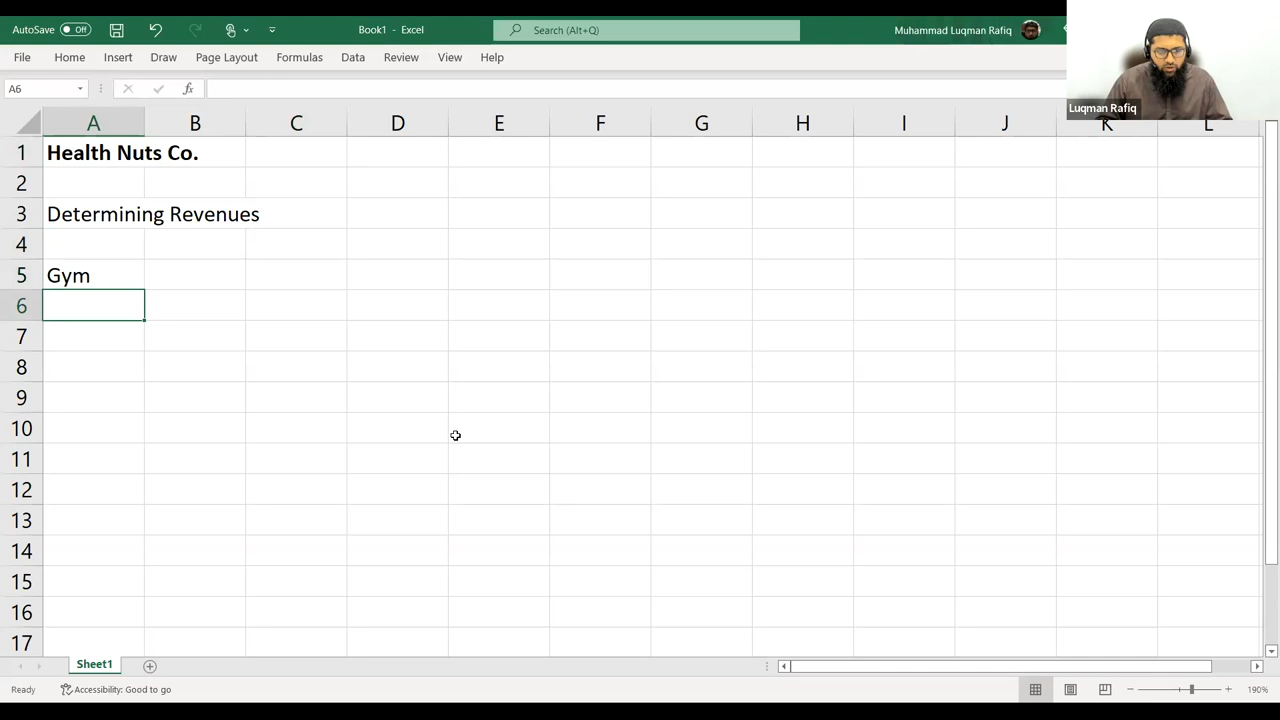 AutoSave Off Book1 - Excel Search (Alt+Q) Muhammad Luqman Rafiq
File Home Insert Draw Page Layout Formulas Data Review View Help
A6 fx
Luqman Rafiq
A B C D E F G H I J K L
1 Health Nuts Co.
2
3 Determining Revenues
4
5 Gym
6
7
8
9
10
11
12
13
14
15
16
17
Sheet1
Ready Accessibility: Good to go 190%